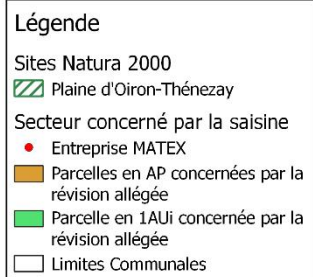 Légende
Sites Natura 2000
Plaine d'Oiron-Thénezay
Secteur concerné par la saisine
Entreprise MATEX
Parcelles en AP concernées par la
révision allégée
Parcelle en 1AUi concernée par la
révision allégée
Limites Communales